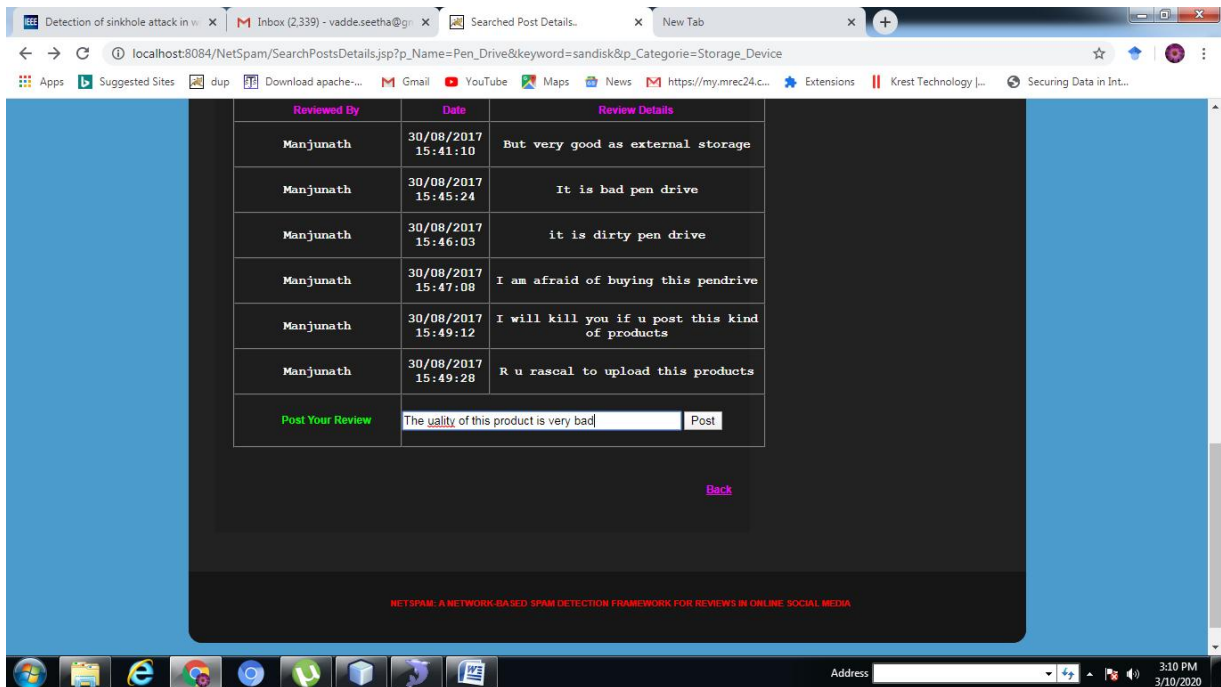 IEEE Detection of sinkhole attack in w
Inbox (2,339) - vadde.seetha@gm
Searched Post Details..
New Tab
localhost:8084/NetSpam/SearchPostsDetails.jsp?p_Name=Pen_Drive&keyword=sandisk&p_Categorie=Storage_Device
Apps Suggested Sites dup Download apache-... Gmail YouTube Maps News https://my.mrec24.c... Extensions Krest Technology |... Securing Data in Int...
Reviewed By Date Review Details
Manjunath 30/08/2017 15:41:10 But very good as external storage
Manjunath 30/08/2017 15:45:24 It is bad pen drive
Manjunath 30/08/2017 15:46:03 it is dirty pen drive
Manjunath 30/08/2017 15:47:08 I am afraid of buying this pendrive
Manjunath 30/08/2017 15:49:12 I will kill you if u post this kind
of products
Manjunath 30/08/2017 15:49:28 R u rascal to upload this products
Post Your Review The uality of this product is very bad Post
Back
NETSPAM: A NETWORK-BASED SPAM DETECTION FRAMEWORK FOR REVIEWS IN ONLINE SOCIAL MEDIA
Address
3:10 PM
3/10/2020